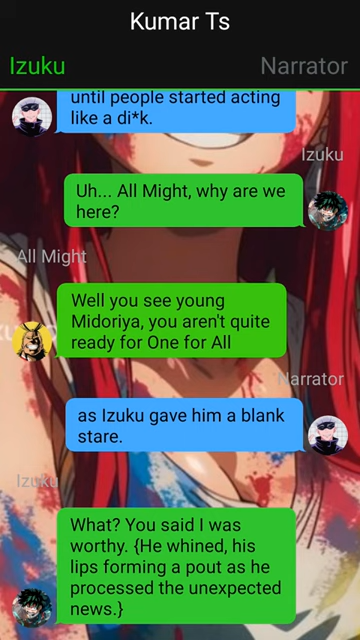 Kumar Ts
Izuku
Narrator
until people started acting
like a di*k.
Izuku
Uh... All Might, why are we
here?
All Might
Well you see young
Midoriya, you aren't quite
ready for One for All
Narrator
as Izuku gave him a blank
stare.
Izuku
What? You said I was
worthy. {He whined, his
lips forming a pout as he
processed the unexpected
news.}